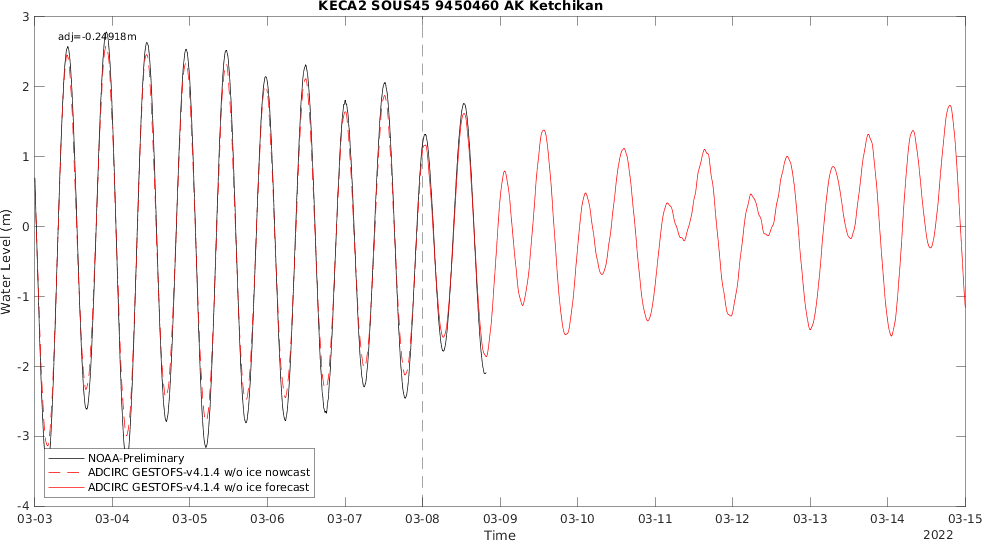 KECA2 SOUS45 9450460 AK Ketchikan
adj=-0.24918m
3
2
1
0
-1
-2
-3
-4
Water Level (m)
NOAA-Preliminary
ADCIRC GESTOFS-v4.1.4 w/o ice nowcast
ADCIRC GESTOFS-v4.1.4 w/o ice forecast
03-03 03-04 03-05 03-06 03-07 03-08 03-09 03-10 03-11 03-12 03-13 03-14 03-15
Time
2022